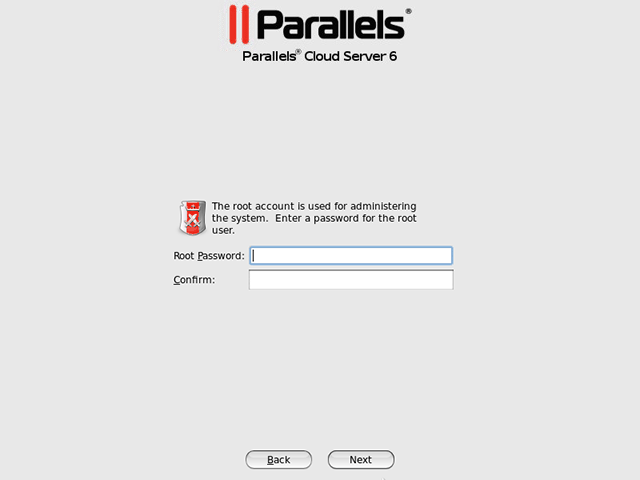 Parallels®
Parallels® Cloud Server 6
The root account is used for administering
the system. Enter a password for the root
user.
Root Password:
Confirm:
Back
Next